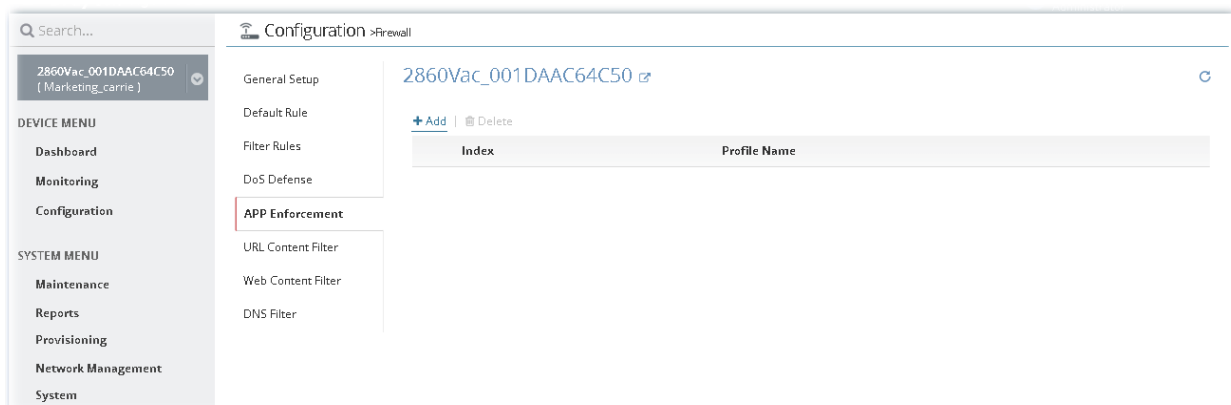 Search...
2860Vac_001DAAC64C50
( Marketing_carrie )
DEVICE MENU
Dashboard
Monitoring
Configuration
SYSTEM MENU
Maintenance
Reports
Provisioning
Network Management
System
Configuration >Firewall
General Setup
Default Rule
Filter Rules
DoS Defense
APP Enforcement
URL Content Filter
Web Content Filter
DNS Filter
2860Vac_001DAAC64C50
+ Add | Delete
Index Profile Name